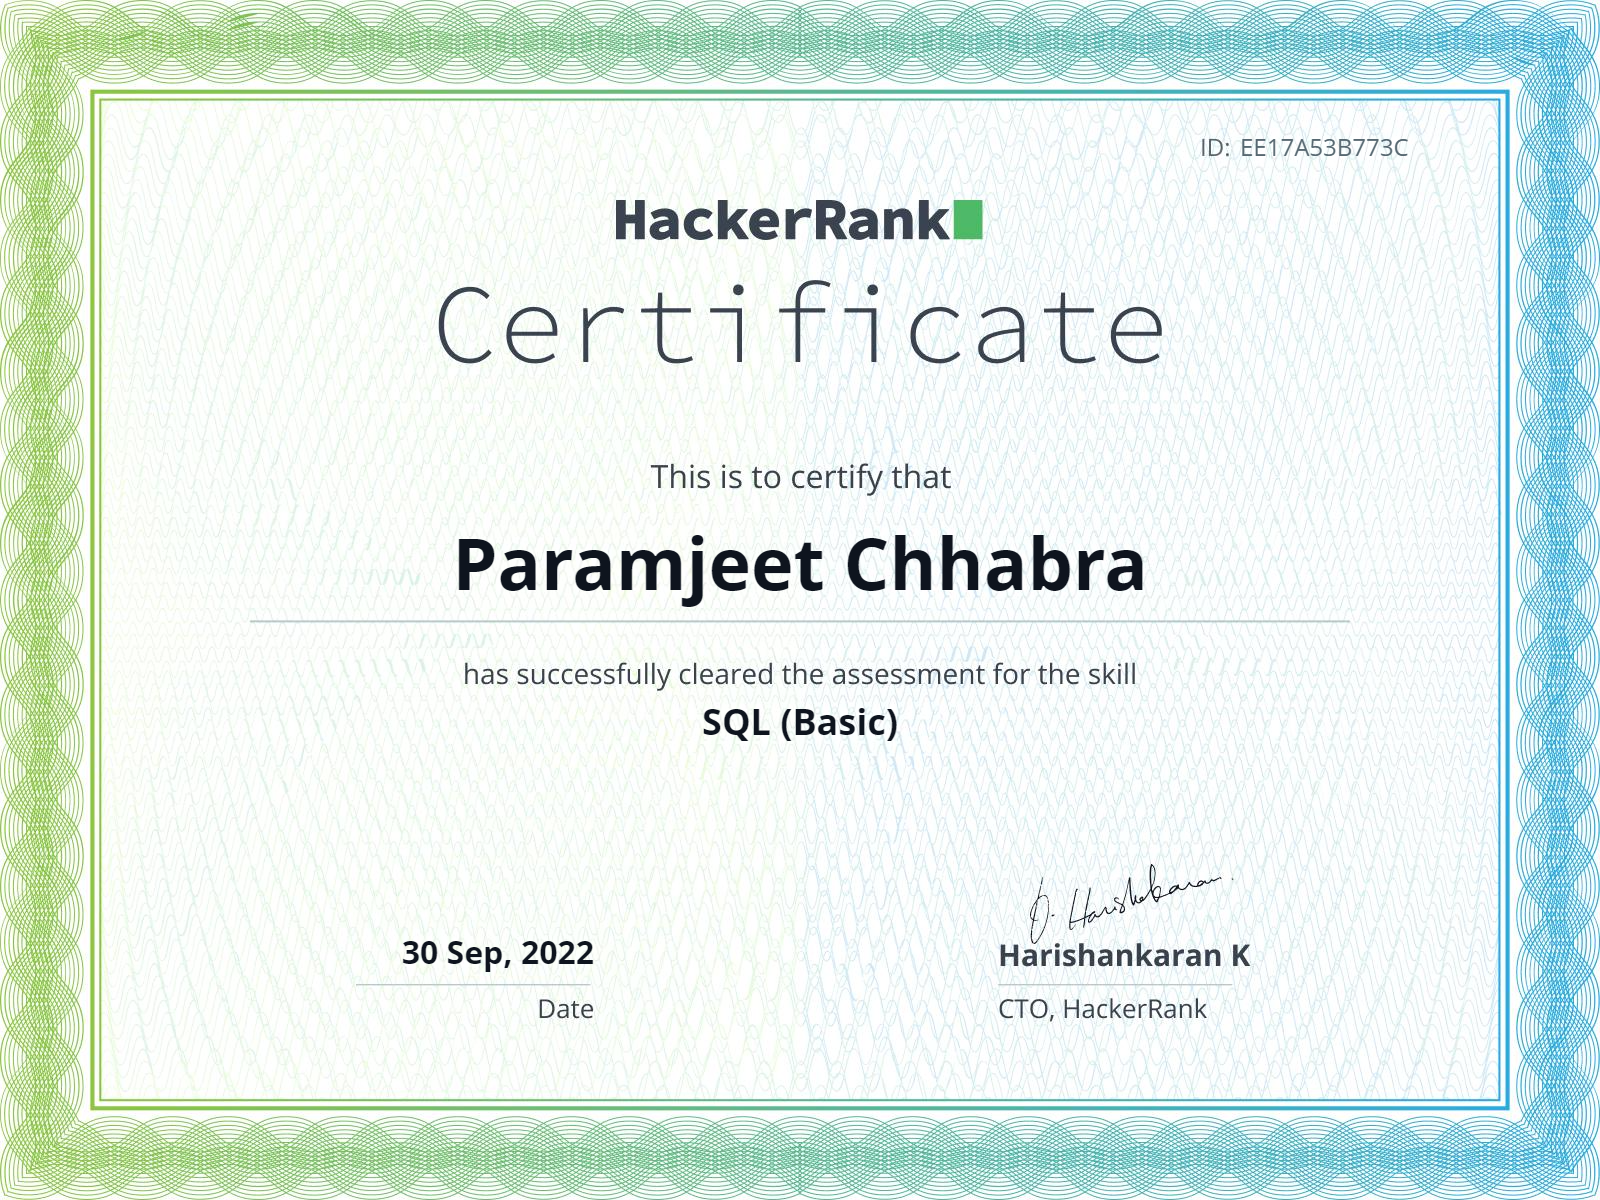 ID: EE17A53B773C
HackerRank
Certificate
This is to certify that
Paramjeet Chhabra
has successfully cleared the assessment for the skill
SQL (Basic)
J. Harishankaran
30 Sep, 2022
Harishankaran K
Date
CTO, HackerRank